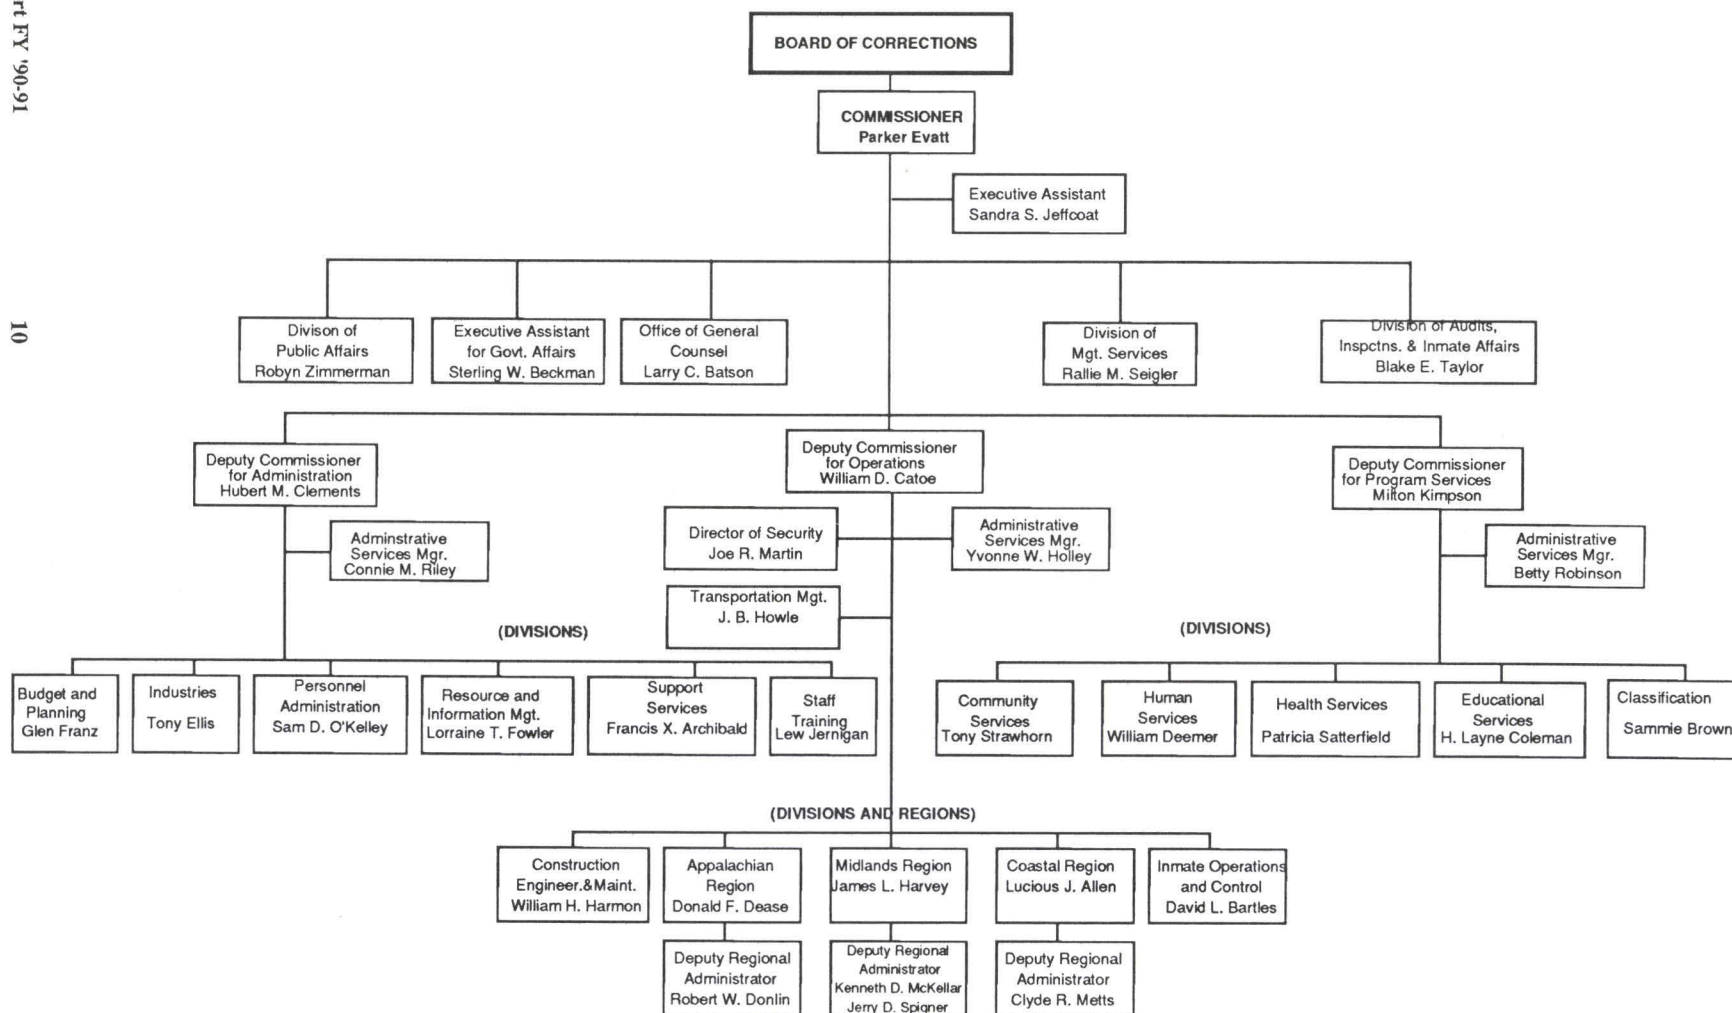 rt FY '90-91
10
BOARD OF CORRECTIONS
COMMISSIONER
Parker Evatt
Executive Assistant
Sandra S. Jeffcoat
Divison of
Public Affairs
Robyn Zimmerman
Executive Assistant
for Govt. Affairs
Sterling W. Beckman
Office of General
Counsel
Larry C. Batson
Division of
Mgt. Services
Rallie M. Seigler
Division of Audits,
Inspctns. & Inmate Affairs
Blake E. Taylor
Deputy Commissioner
for Administration
Hubert M. Clements
Deputy Commissioner
for Operations
William D. Catoe
Deputy Commissioner
for Program Services
Milton Kimpson
Adminstrative
Services Mgr.
Connie M. Riley
Director of Security
Joe R. Martin
Administrative
Services Mgr.
Yvonne W. Holley
Administrative
Services Mgr.
Betty Robinson
Transportation Mgt.
J. B. Howle
(DIVISIONS)
(DIVISIONS)
Budget and
Planning
Glen Franz
Industries
Tony Ellis
Personnel
Administration
Sam D. O'Kelley
Resource and
Information Mgt.
Lorraine T. Fowler
Support
Services
Francis X. Archibald
Staff
Training
Lew Jernigan
Community
Services
Tony Strawhorn
Human
Services
William Deemer
Health Services
Patricia Satterfield
Educational
Services
H. Layne Coleman
Classification
Sammie Brown
(DIVISIONS AND REGIONS)
Construction
Engineer.&Maint.
William H. Harmon
Appalachian
Region
Donald F. Dease
Midlands Region
James L. Harvey
Coastal Region
Lucious J. Allen
Inmate Operations
and Control
David L. Bartles
Deputy Regional
Administrator
Robert W. Donlin
Deputy Regional
Administrator
Kenneth D. McKellar
Jerry D. Spigner
Deputy Regional
Administrator
Clyde R. Metts